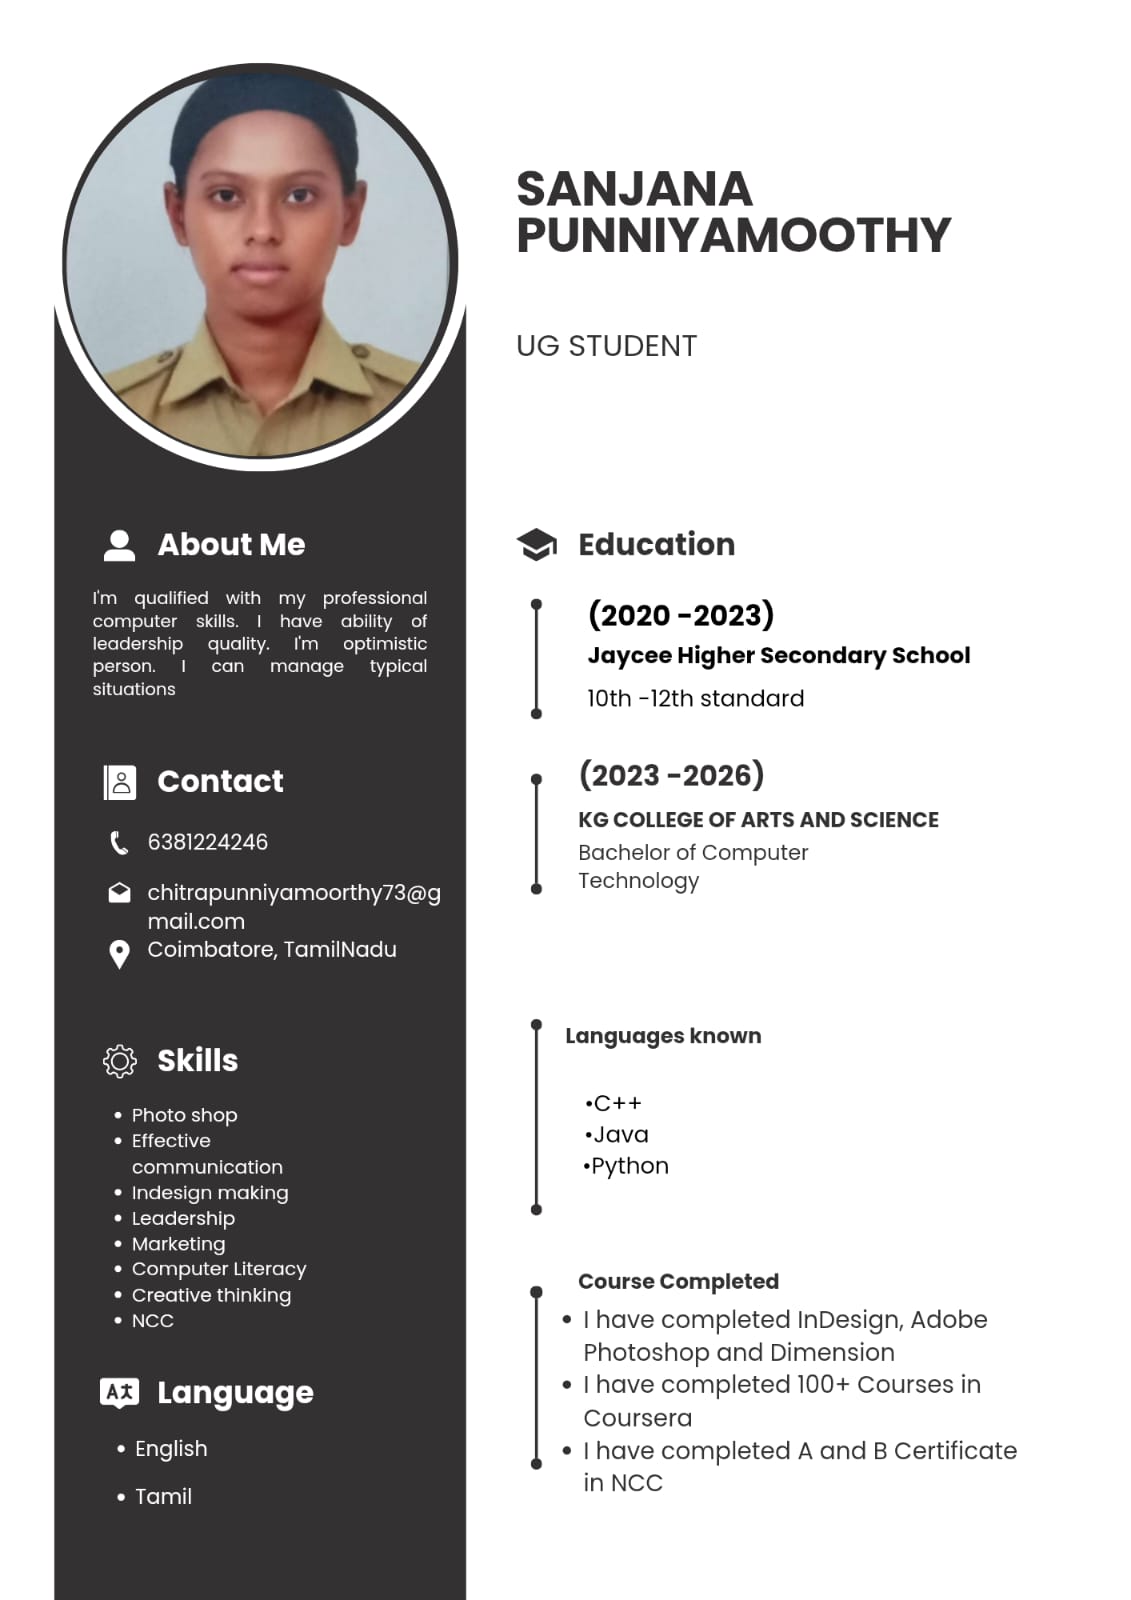 SANJANA
PUNNIYAMOOTHY
UG STUDENT
About Me
I'm qualified with my professional
computer skills. I have ability of
leadership quality. I'm optimistic
person. I can manage typical
situations
Contact
6381224246
chitrapunniyamoorthy73@g
mail.com
Coimbatore, TamilNadu
Skills
• Photo shop
• Effective
communication
• Indesign making
• Leadership
• Marketing
• Computer Literacy
• Creative thinking
• NCC
Language
• English
• Tamil
Education
(2020 -2023)
Jaycee Higher Secondary School
10th -12th standard
(2023 -2026)
KG COLLEGE OF ARTS AND SCIENCE
Bachelor of Computer
Technology
Languages known
•C++
•Java
•Python
Course Completed
• I have completed InDesign, Adobe
Photoshop and Dimension
• I have completed 100+ Courses in
Coursera
• I have completed A and B Certificate
in NCC